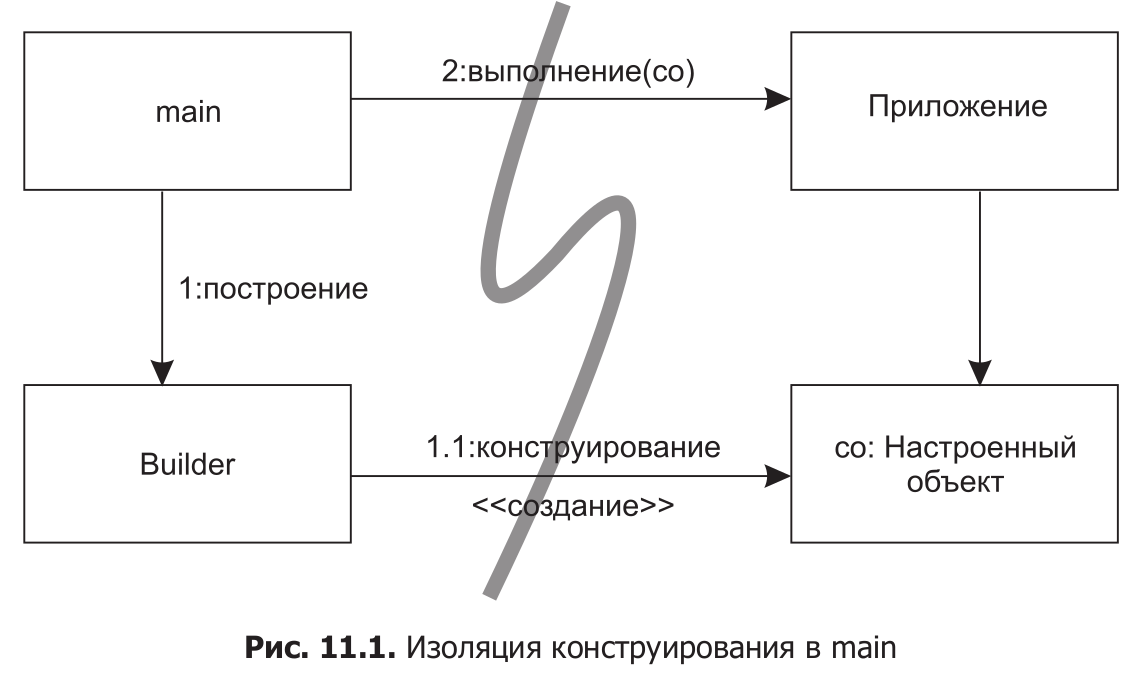 main
2:выполнение(co)
Приложение
1:построение
Builder
1.1:конструирование
<<создание>>
co: Настроенный
объект
Рис. 11.1. Изоляция конструирования в main